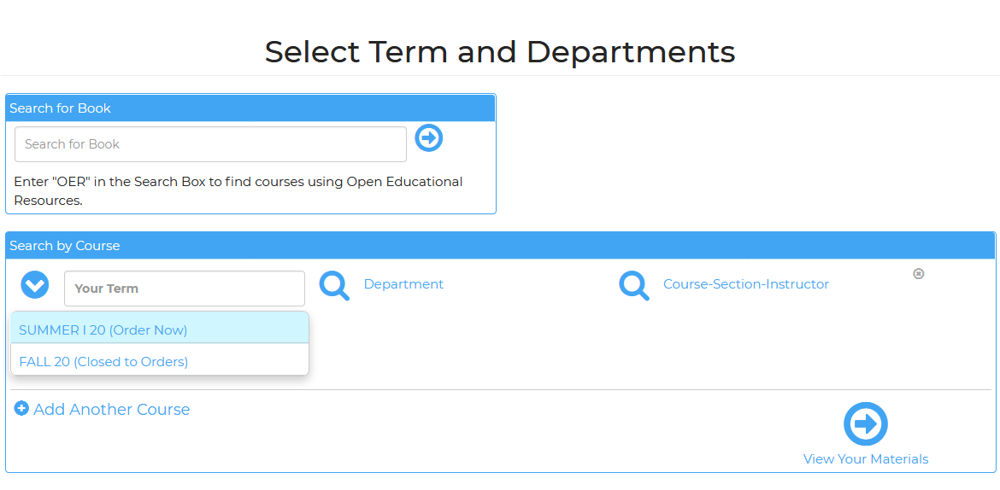 Select Term and Departments
Search for Book
Search for Book
Enter "OER" in the Search Box to find courses using Open Educational
Resources.
Search by Course
Your Term
Department
Course-Section-Instructor
SUMMER I 20 (Order Now)
FALL 20 (Closed to Orders)
Add Another Course
View Your Materials